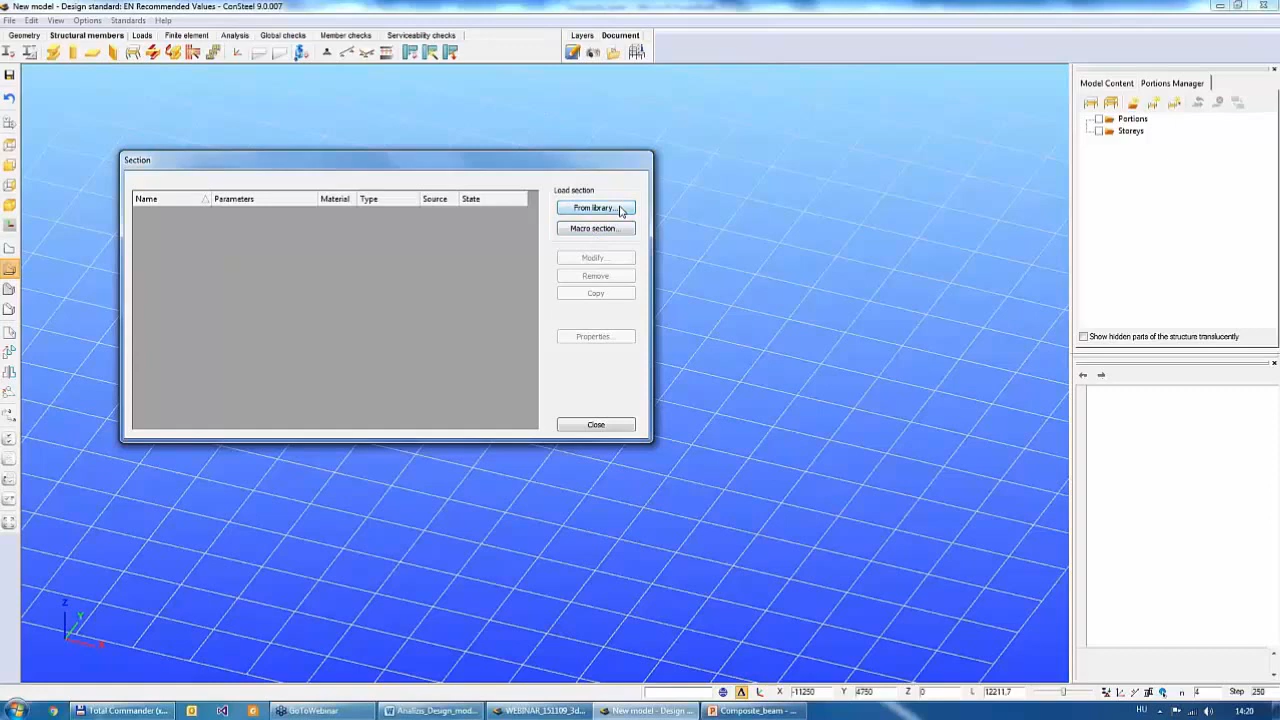 New model - Design standard: EN Recommended Values - ConSteel 9.0.007
File Edit View Options Standards Help
Geometry Structural members Loads Finite element Analysis Global checks Member checks Serviceability checks Layers Document
Model Content Portions Manager
Portions
Storeys
Section
Load section
Name Parameters Material Type Source State
From library...
Macro section...
Modify...
Remove
Copy
Properties...
Close
Show hidden parts of the structure translucently
Z
Y
X
X -11250 Y 4750 Z 0 L 12211,7 n 4 Step 250
Total Commander (x... GoToWebinar Analizis_Design_mod... WEBINAR_151109_3d... New model - Design ... Composite_beam - ... HU 14:20